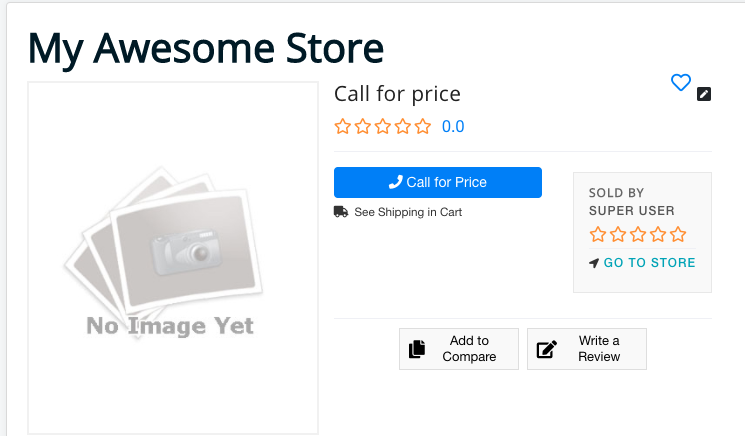 My Awesome Store
No Image Yet
Call for price
0.0
Call for Price
See Shipping in Cart
SOLD BY
SUPER USER
GO TO STORE
Add to
Compare
Write a
Review